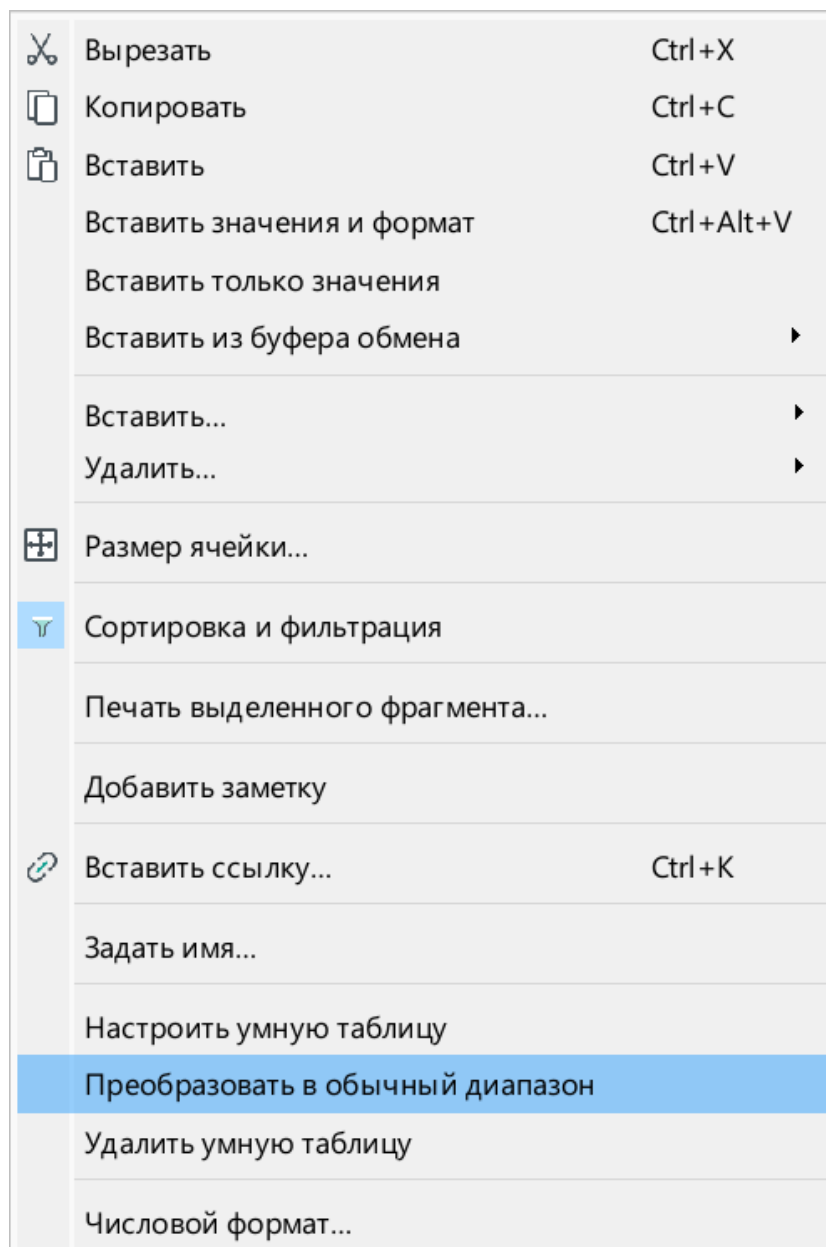 Вырезать Ctrl+X
Копировать Ctrl+C
Вставить Ctrl+V
Вставить значения и формат Ctrl+Alt+V
Вставить только значения
Вставить из буфера обмена
Вставить...
Удалить...
Размер ячейки...
Сортировка и фильтрация
Печать выделенного фрагмента...
Добавить заметку
Вставить ссылку... Ctrl+K
Задать имя...
Настроить умную таблицу
Преобразовать в обычный диапазон
Удалить умную таблицу
Числовой формат...